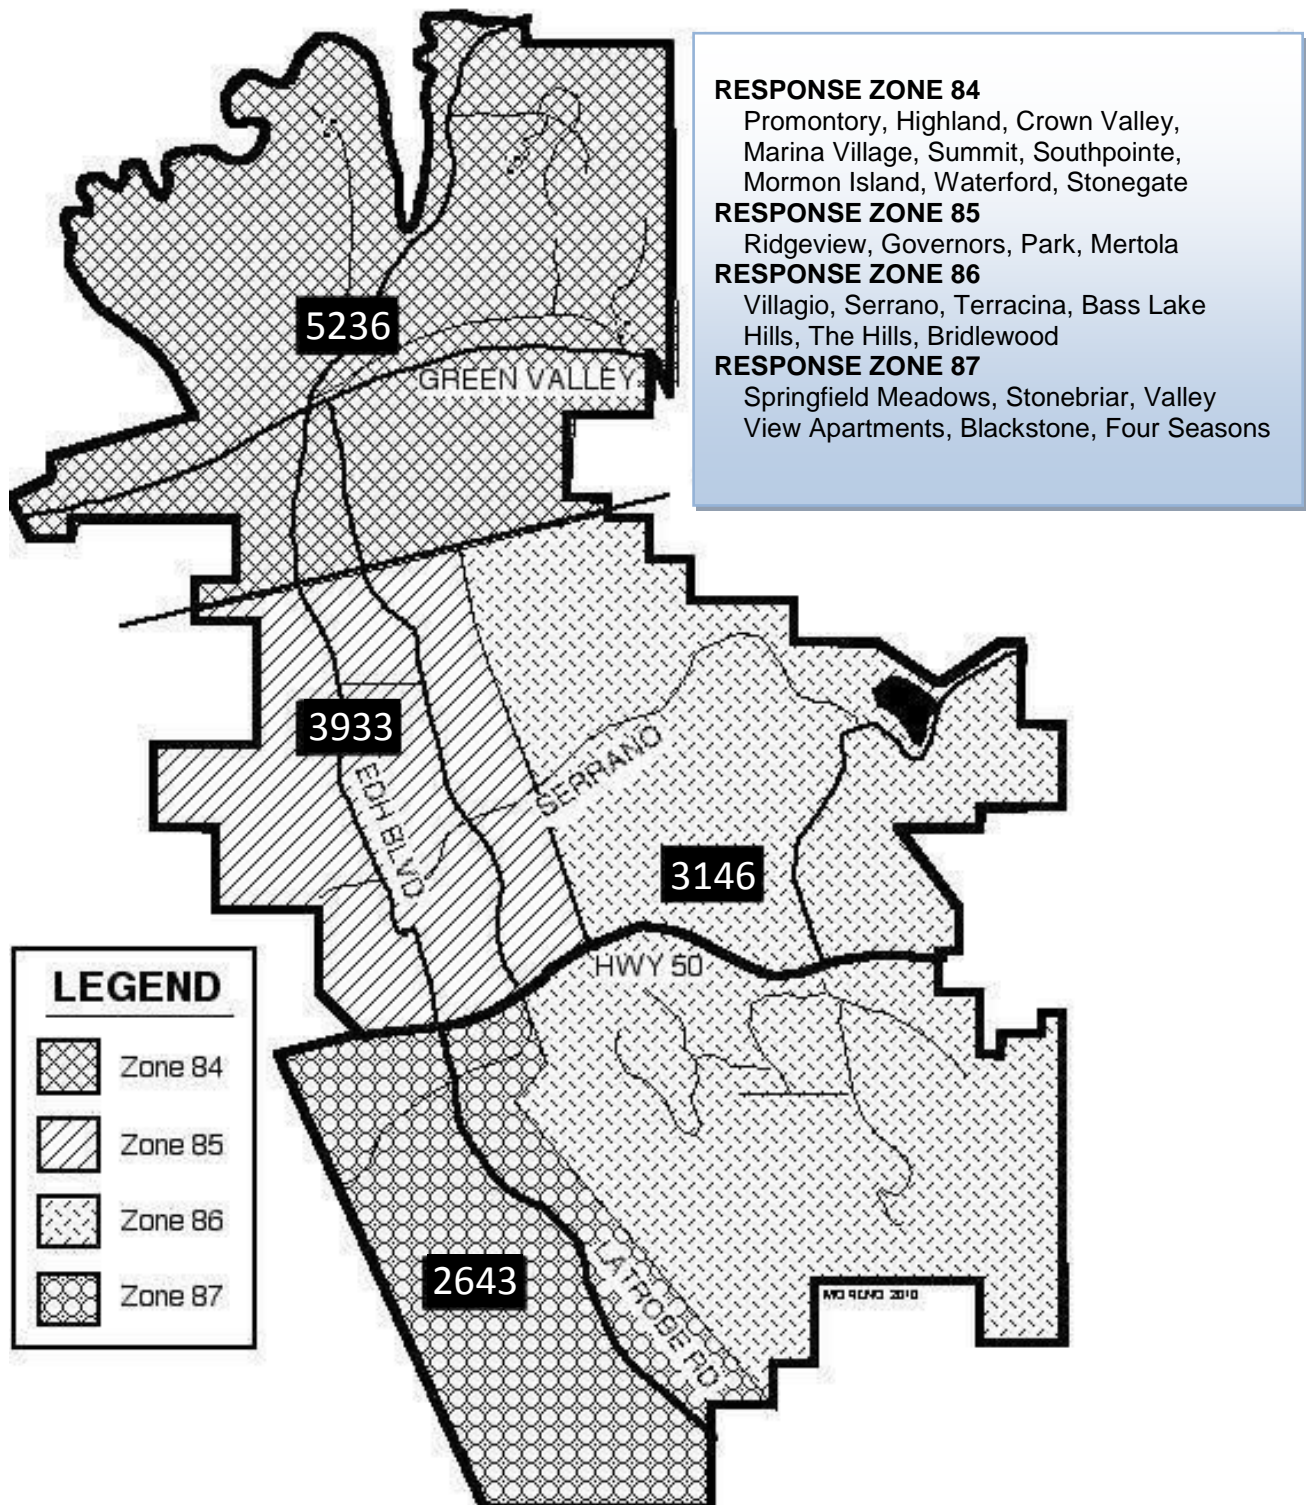 RESPONSE ZONE 84
Promontory, Highland, Crown Valley,
Marina Village, Summit, Southpointe,
Mormon Island, Waterford, Stonegate
RESPONSE ZONE 85
Ridgeview, Governors, Park, Mertola
RESPONSE ZONE 86
Villagio, Serrano, Terracina, Bass Lake
Hills, The Hills, Bridlewood
RESPONSE ZONE 87
Springfield Meadows, Stonebriar, Valley
View Apartments, Blackstone, Four Seasons
5236
GREEN VALLEY
3933
EDH BLVD
SERRANO
3146
HWY 50
2643
LATROBE RD
MORENO 2010
LEGEND
Zone 84
Zone 85
Zone 86
Zone 87